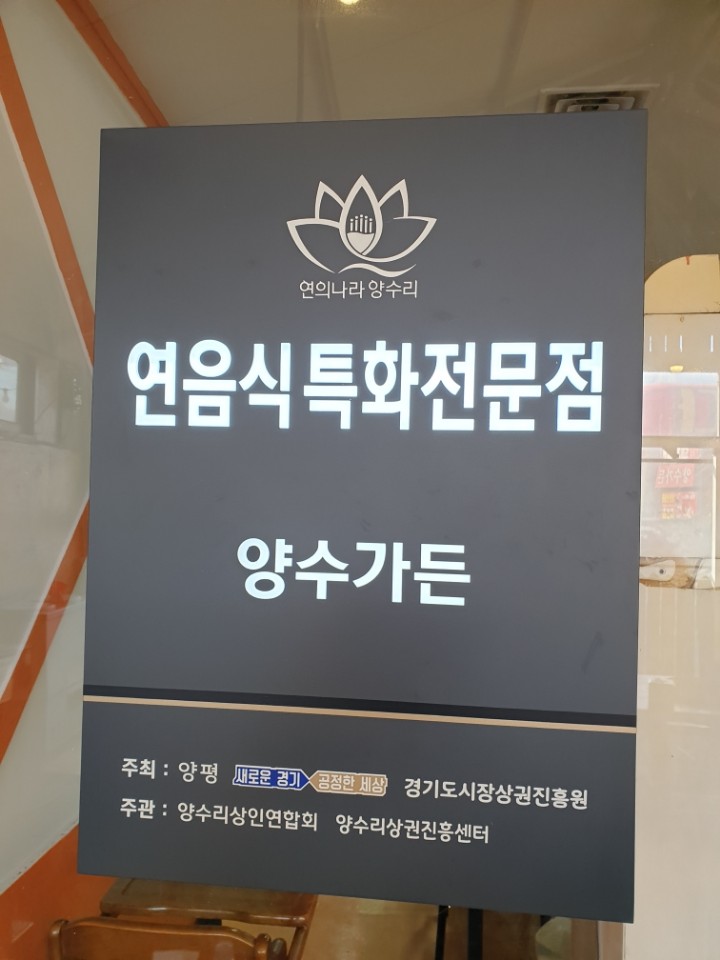 연의나라 양수리
연음식 특화전문점
양수가든
주최 : 양평 새로운 경기 공정한 세상 경기도시장상권진흥원
주관 : 양수리상인연합회 양수리상권진흥센터